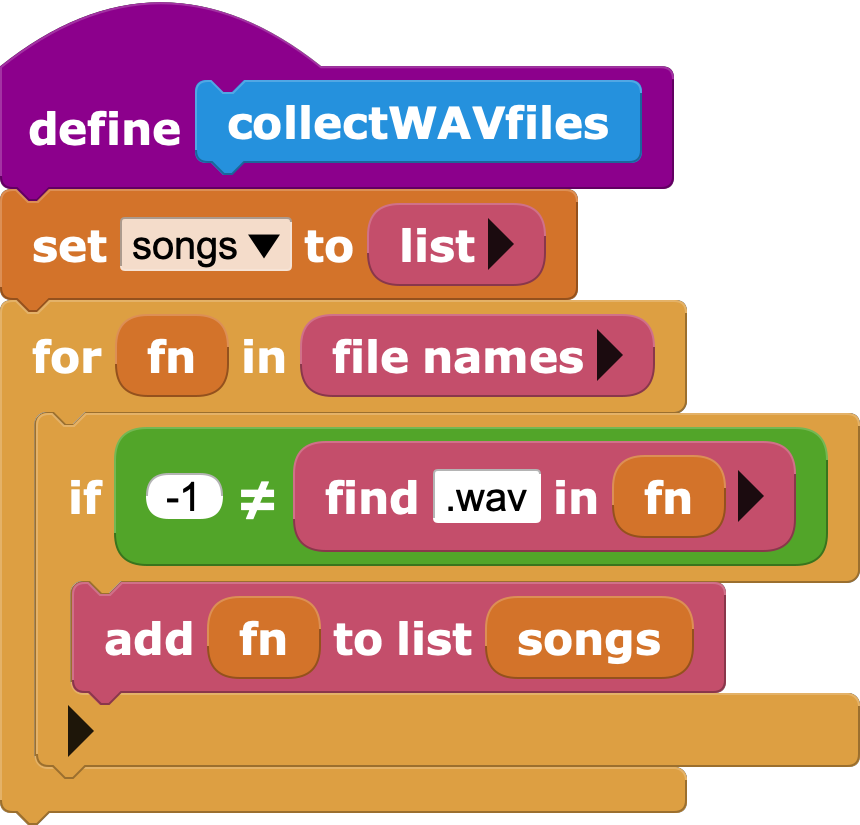 define collectWAVfiles
set songs to list
for fn in file names
if -1 ≠ find .wav in fn
add fn to list songs